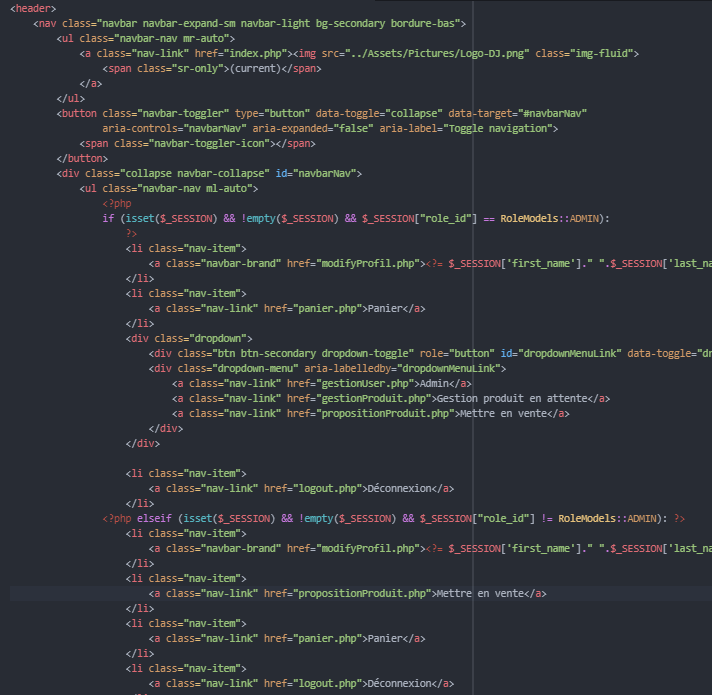 <header>
<nav class="navbar navbar-expand-sm navbar-light bg-secondary bordure-bas">
<ul class="navbar-nav mr-auto">
<a class="nav-link" href="index.php"><img src="../Assets/Pictures/Logo-DJ.png" class="img-fluid">
<span class="sr-only">(current)</span>
</a>
</ul>
<button class="navbar-toggler" type="button" data-toggle="collapse" data-target="#navbarNav"
aria-controls="navbarNav" aria-expanded="false" aria-label="Toggle navigation">
<span class="navbar-toggler-icon"></span>
</button>
<div class="collapse navbar-collapse" id="navbarNav">
<ul class="navbar-nav ml-auto">
<?php
if (isset($_SESSION) && !empty($_SESSION) && $_SESSION["role_id"] == RoleModels::ADMIN):
?>
<li class="nav-item">
<a class="navbar-brand" href="modifyProfil.php"><?= $_SESSION['first_name']." ".$_SESSION['last_na
</li>
<li class="nav-item">
<a class="nav-link" href="panier.php">Panier</a>
</li>
<div class="dropdown">
<div class="btn btn-secondary dropdown-toggle" role="button" id="dropdownMenuLink" data-toggle="dr
<div class="dropdown-menu" aria-labelledby="dropdownMenuLink">
<a class="nav-link" href="gestionUser.php">Admin</a>
<a class="nav-link" href="gestionProduit.php">Gestion produit en attente</a>
<a class="nav-link" href="propositionProduit.php">Mettre en vente</a>
</div>
</div>
<li class="nav-item">
<a class="nav-link" href="logout.php">Déconnexion</a>
</li>
<?php elseif (isset($_SESSION) && !empty($_SESSION) && $_SESSION["role_id"] != RoleModels::ADMIN): ?>
<li class="nav-item">
<a class="navbar-brand" href="modifyProfil.php"><?= $_SESSION['first_name']." ".$_SESSION['last_na
</li>
<li class="nav-item">
<a class="nav-link" href="propositionProduit.php">Mettre en vente</a>
</li>
<li class="nav-item">
<a class="nav-link" href="panier.php">Panier</a>
</li>
<li class="nav-item">
<a class="nav-link" href="logout.php">Déconnexion</a>